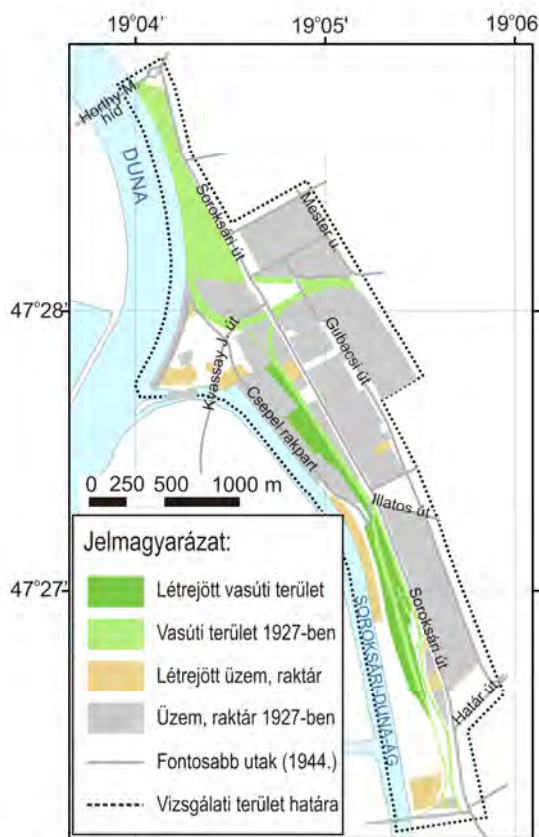 19°04' 19°05' 19°06'
Horthy M.
híd
DUNA
Soroksári út
Mester u.
47°28'
Kvassay J. út
Gubacsi út
Csepel rakpart
0 250 500 1000 m
Illatos út
Jelmagyarázat:
47°27'
Létrejött vasúti terület
Vasúti terület 1927-ben
Létrejött üzem, raktár
Üzem, raktár 1927-ben
Fontosabb utak (1944.)
Vizsgálati terület határa
SOROKSÁRI-DUNA-ÁG
Soroksári út
Határ út